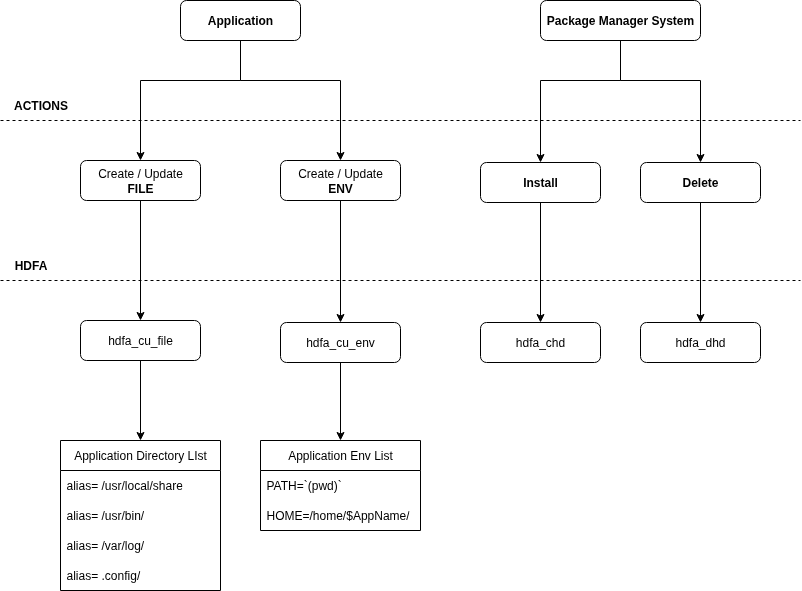 Application
Package Manager System
ACTIONS
Create / Update
FILE
Create / Update
ENV
Install
Delete
HDFA
hdfa_cu_file
hdfa_cu_env
hdfa_chd
hdfa_dhd
Application Directory LIst
alias= /usr/local/share
alias= /usr/bin/
alias= /var/log/
alias= .config/
Application Env List
PATH=`(pwd)`
HOME=/home/$AppName/